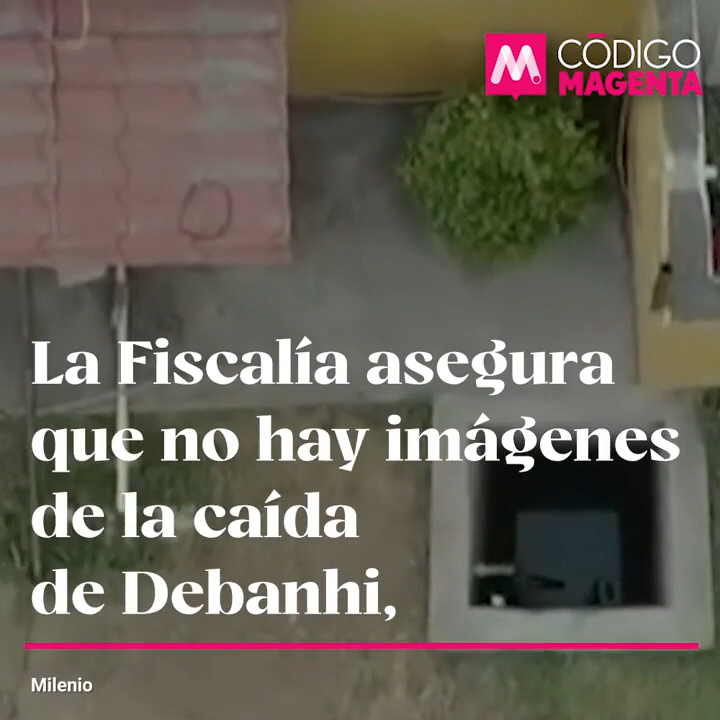 CÓDIGO
MAGENTA
La Fiscalía asegura
que no hay imágenes
de la caída
de Debanhi,
Milenio